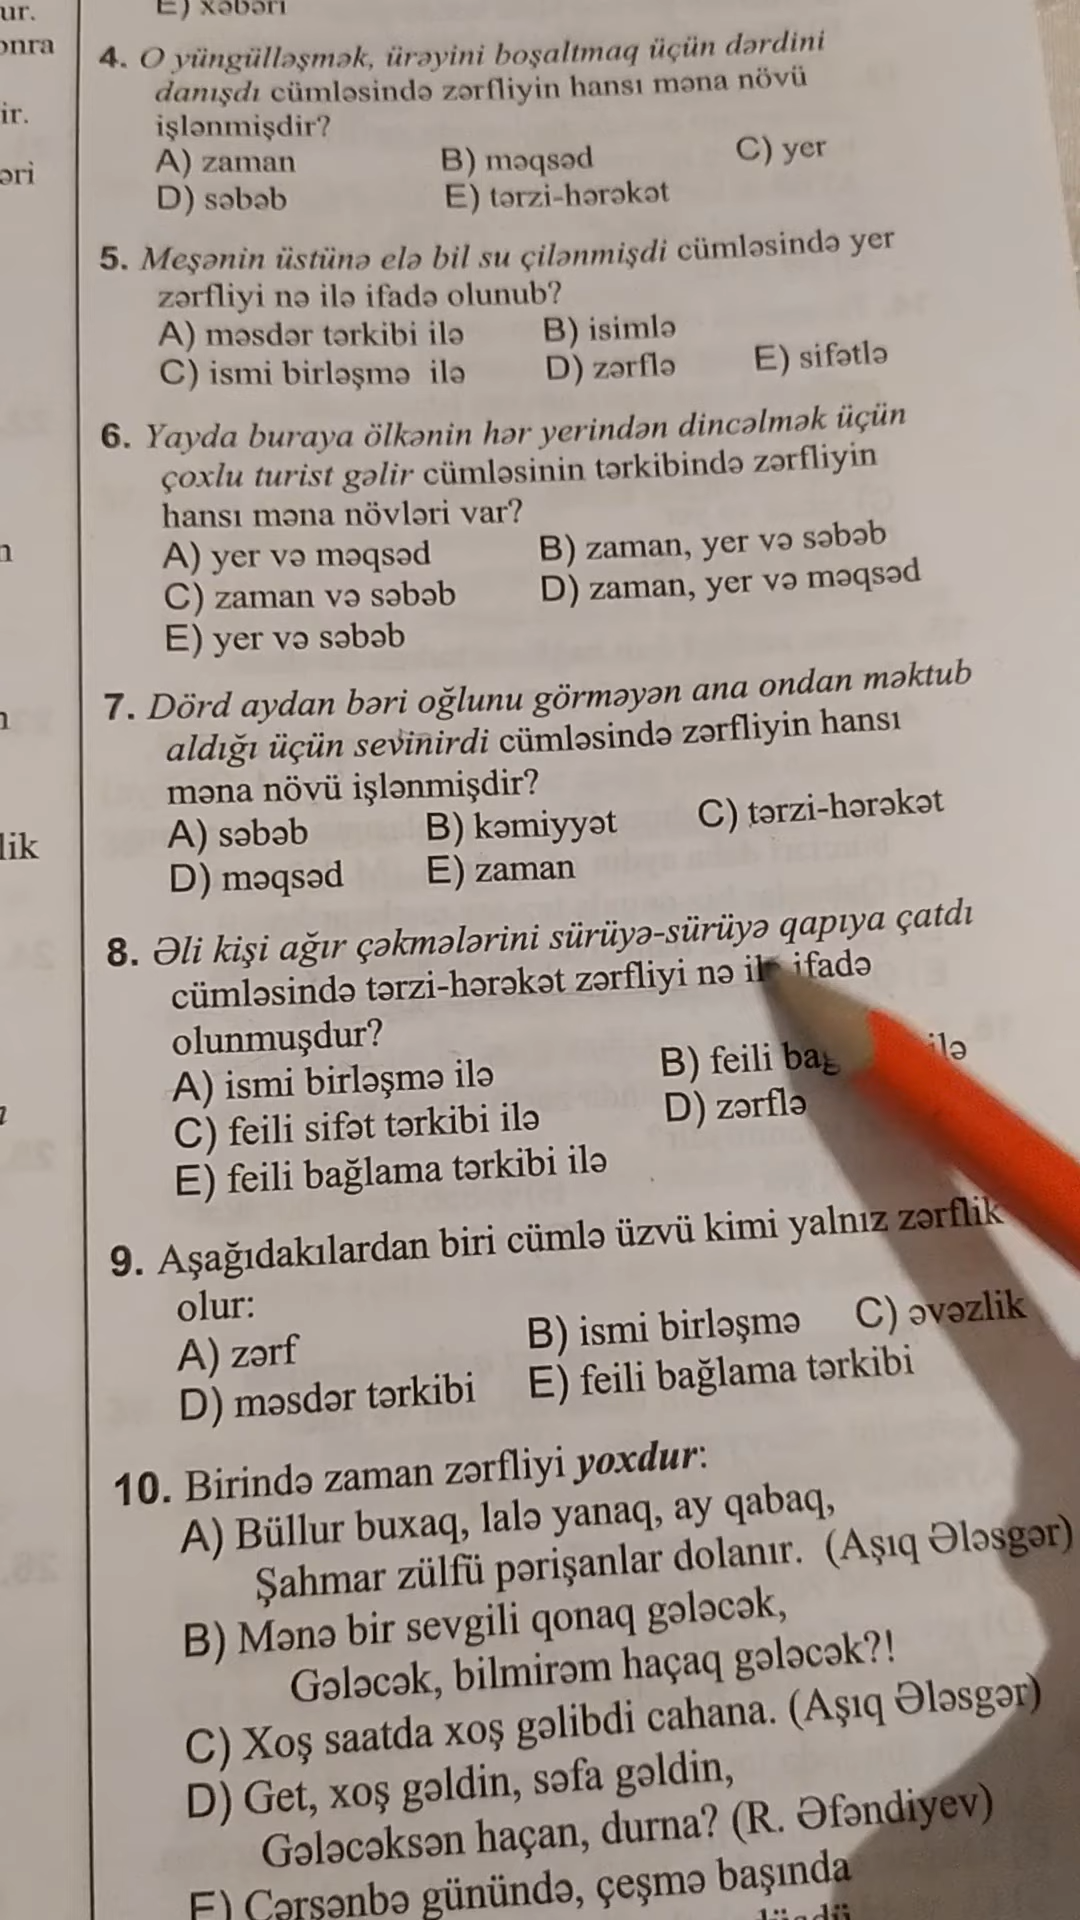 ur.
onra
ir.
əri
lik
E) xəbəri
4. O yüngülləşmək, ürəyini boşaltmaq üçün dərdini
danışdı cümləsində zərfliyin hansı məna növü
işlənmişdir?
A) zaman B) məqsəd C) yer
D) səbəb E) tərzi-hərəkət
5. Meşənin üstünə elə bil su çilənmişdi cümləsində yer
zərfliyi nə ilə ifadə olunub?
A) məsdər tərkibi ilə B) isimlə
C) ismi birləşmə ilə D) zərflə E) sifətlə
6. Yayda buraya ölkənin hər yerindən dincəlmək üçün
çoxlu turist gəlir cümləsinin tərkibində zərfliyin
hansı məna növləri var?
A) yer və məqsəd B) zaman, yer və səbəb
C) zaman və səbəb D) zaman, yer və məqsəd
E) yer və səbəb
7. Dörd aydan bəri oğlunu görməyən ana ondan məktub
aldığı üçün sevinirdi cümləsində zərfliyin hansı
məna növü işlənmişdir?
A) səbəb B) kəmiyyət C) tərzi-hərəkət
D) məqsəd E) zaman
8. Əli kişi ağır çəkmələrini sürüyə-sürüyə qapıya çatdı
cümləsində tərzi-hərəkət zərfliyi nə ilə ifadə
olunmuşdur?
A) ismi birləşmə ilə B) feili ilə
C) feili sifət tərkibi ilə D) zərflə
E) feili bağlama tərkibi ilə
9. Aşağıdakılardan biri cümlə üzvü kimi yalnız zərflik
olur:
A) zərf B) ismi birləşmə C) əvəzlik
D) məsdər tərkibi E) feili bağlama tərkibi
10. Birində zaman zərfliyi yoxdur:
A) Büllur buxaq, lalə yanaq, ay qabaq,
Şahmar zülfü pərişanlar dolanır. (Aşıq Ələsgər)
B) Mənə bir sevgili qonaq gələcək,
Gələcək, bilmirəm haçaq gələcək?!
C) Xoş saatda xoş gəlibdi cahana. (Aşıq Ələsgər)
D) Get, xoş gəldin, səfa gəldin,
Gələcəksən haçan, durna? (R. Əfəndiyev)
E) Çərşənbə günündə, çeşmə başında